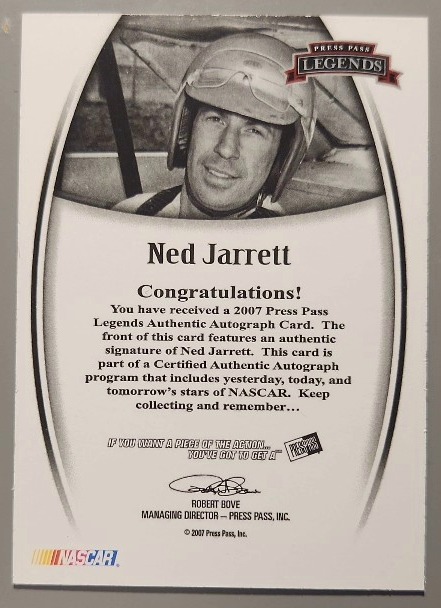 PRESS PASS
LEGENDS
Ned Jarrett
Congratulations!
You have received a 2007 Press Pass
Legends Authentic Autograph Card. The
front of this card features an authentic
signature of Ned Jarrett. This card is
part of a Certified Authentic Autograph
program that includes yesterday, today, and
tomorrow's stars of NASCAR. Keep
collecting and remember...
IF YOU WANT A PIECE OF THE ACTION...
YOU'VE GOT TO GET A
ROBERT BOVE
MANAGING DIRECTOR – PRESS PASS, INC.
© 2007 Press Pass, Inc.
NASCAR